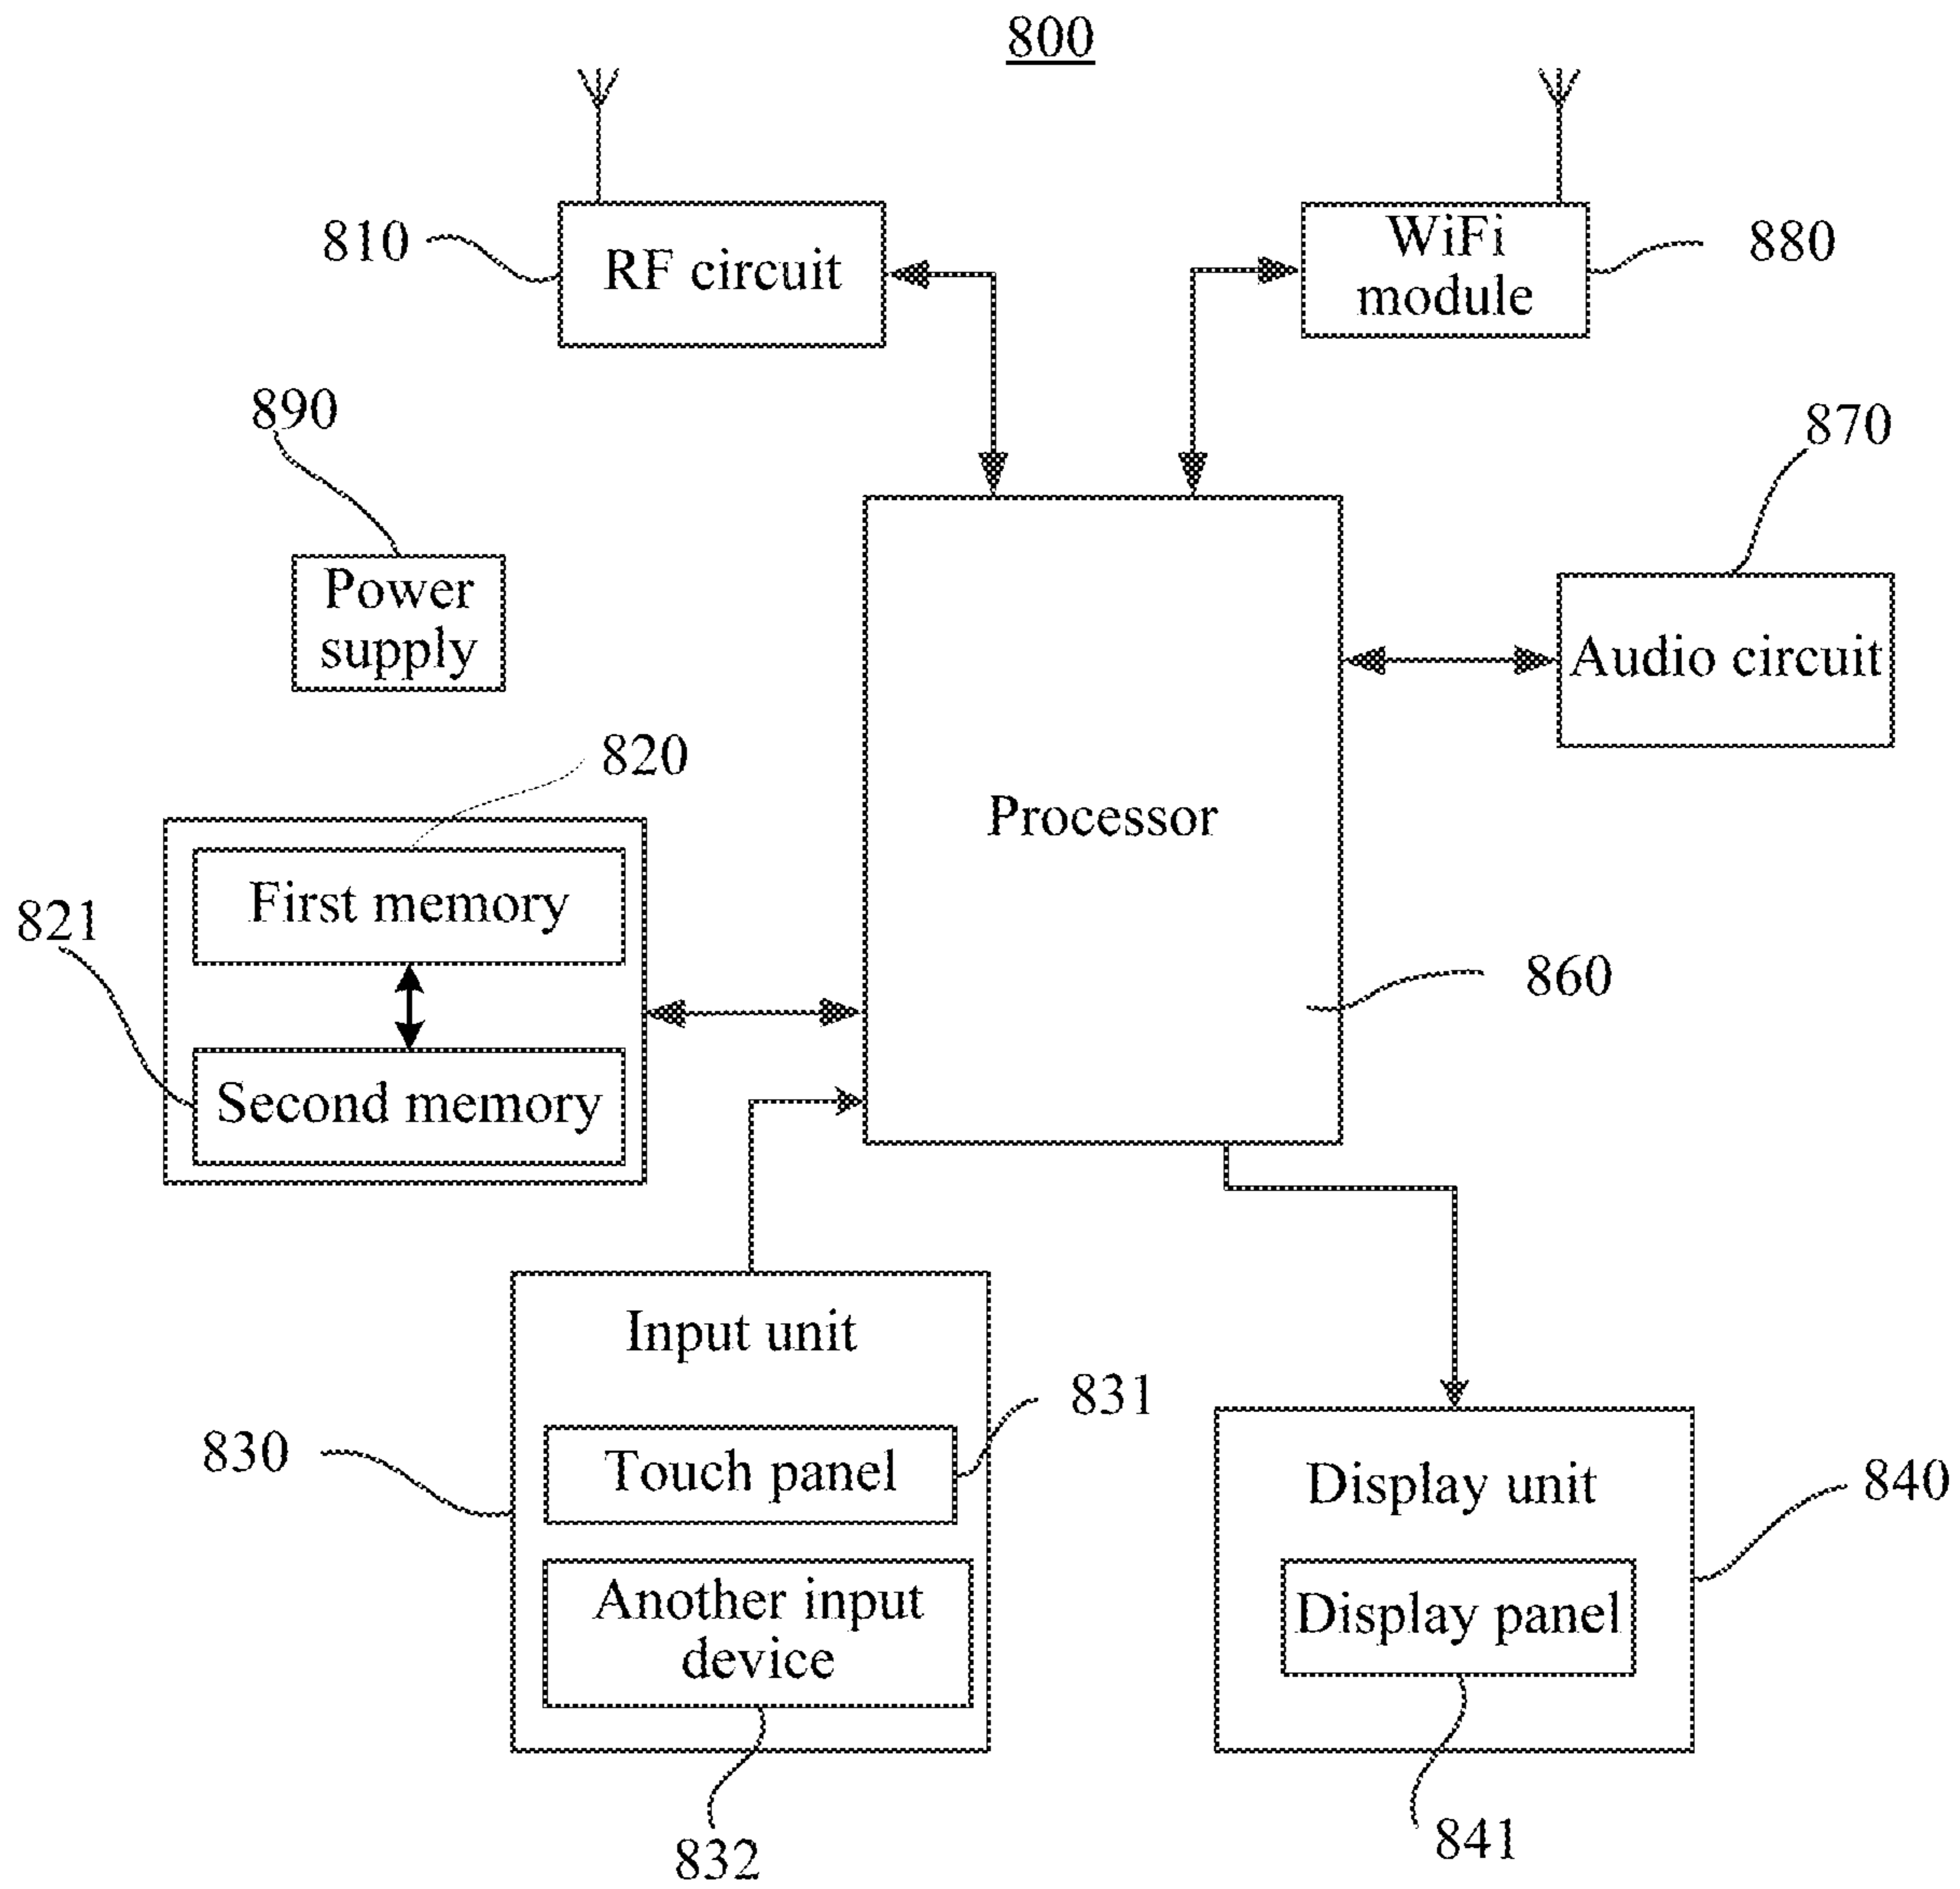 800
810
RF circuit
WiFi
module
880
890
870
Power
supply
Audio circuit
820
Processor
First memory
821
860
Second memory
Input unit
831
830
Touch panel
Display unit
840
Another input
device
Display panel
832
841